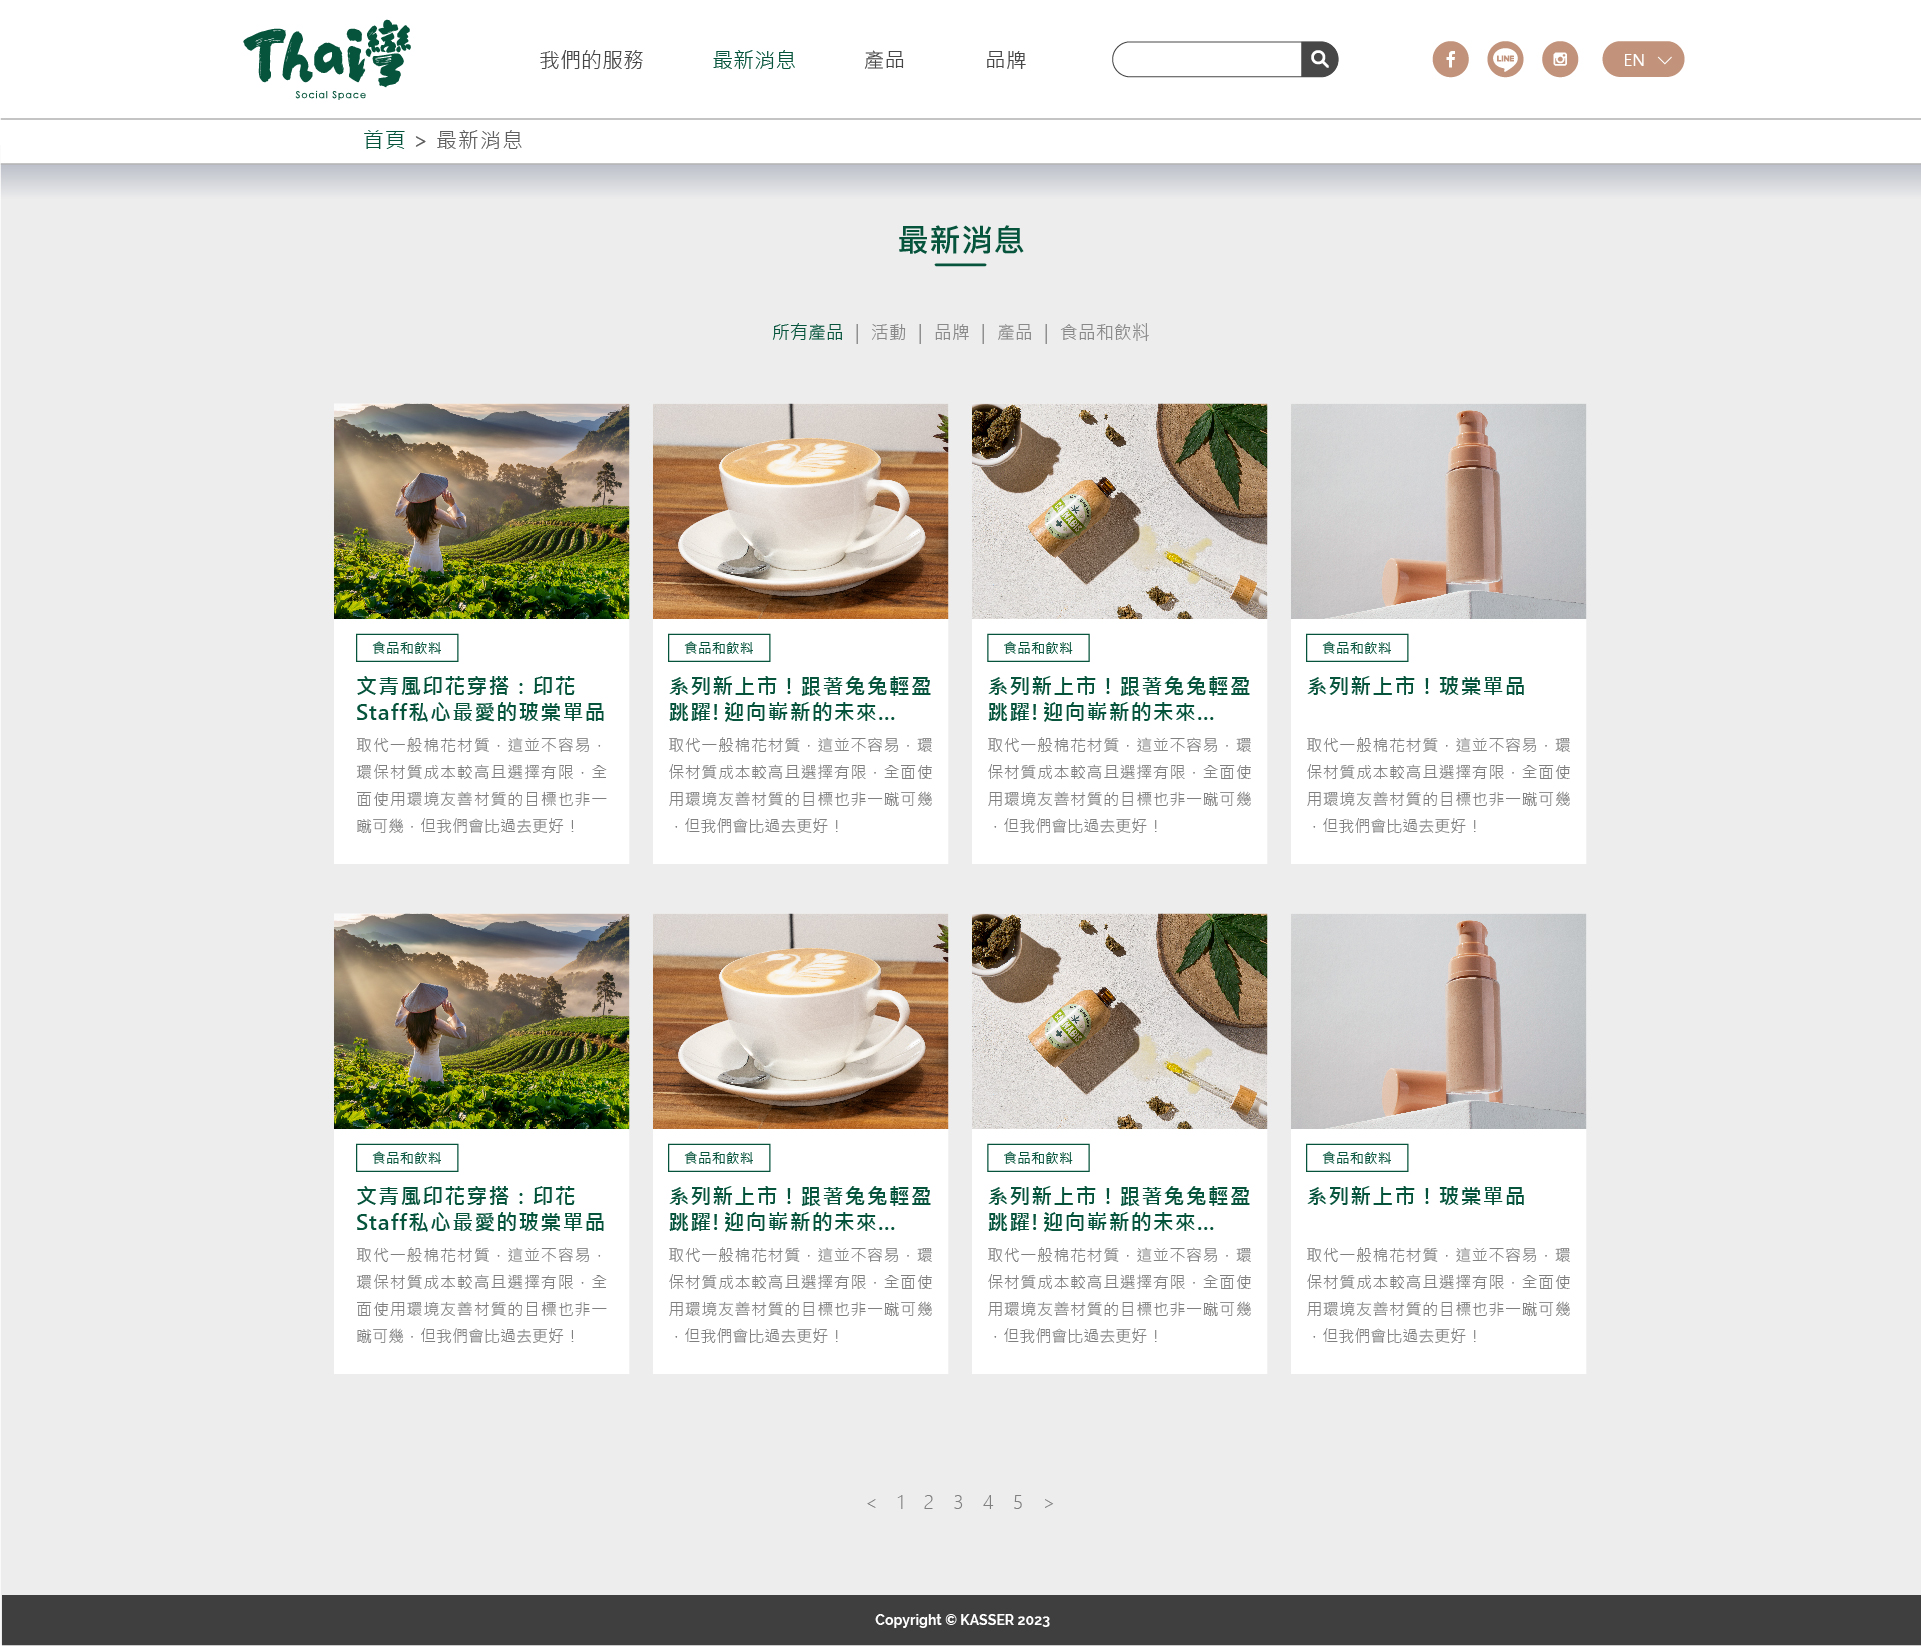 Thai灣
Social Space
我們的服務
最新消息
產品
品牌
LINE
EN
首頁 > 最新消息
最新消息
所有產品 | 活動 | 品牌 | 產品 | 食品和飲料
食品和飲料
文青風印花穿搭：印花
Staff私心最愛的玻棠單品
取代一般棉花材質，這並不容易，
環保材質成本較高且選擇有限，全
面使用環境友善材質的目標也非一
蹴可幾，但我們會比過去更好！
食品和飲料
系列新上市！跟著兔兔輕盈
跳躍! 迎向嶄新的未來...
取代一般棉花材質，這並不容易，環
保材質成本較高且選擇有限，全面使
用環境友善材質的目標也非一蹴可幾
，但我們會比過去更好！
食品和飲料
系列新上市！跟著兔兔輕盈
跳躍! 迎向嶄新的未來...
取代一般棉花材質，這並不容易，環
保材質成本較高且選擇有限，全面使
用環境友善材質的目標也非一蹴可幾
，但我們會比過去更好！
食品和飲料
系列新上市！玻棠單品
取代一般棉花材質，這並不容易，環
保材質成本較高且選擇有限，全面使
用環境友善材質的目標也非一蹴可幾
，但我們會比過去更好！
食品和飲料
文青風印花穿搭：印花
Staff私心最愛的玻棠單品
取代一般棉花材質，這並不容易，
環保材質成本較高且選擇有限，全
面使用環境友善材質的目標也非一
蹴可幾，但我們會比過去更好！
食品和飲料
系列新上市！跟著兔兔輕盈
跳躍! 迎向嶄新的未來...
取代一般棉花材質，這並不容易，環
保材質成本較高且選擇有限，全面使
用環境友善材質的目標也非一蹴可幾
，但我們會比過去更好！
食品和飲料
系列新上市！跟著兔兔輕盈
跳躍! 迎向嶄新的未來...
取代一般棉花材質，這並不容易，環
保材質成本較高且選擇有限，全面使
用環境友善材質的目標也非一蹴可幾
，但我們會比過去更好！
食品和飲料
系列新上市！玻棠單品
取代一般棉花材質，這並不容易，環
保材質成本較高且選擇有限，全面使
用環境友善材質的目標也非一蹴可幾
，但我們會比過去更好！
< 1 2 3 4 5 >
Copyright © KASSER 2023